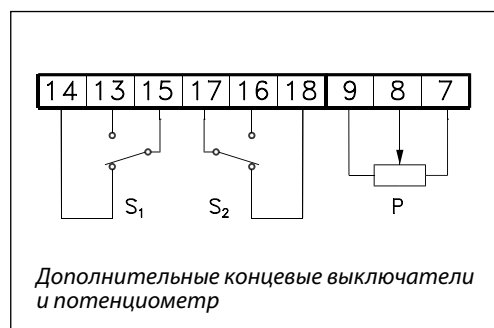 14 13 15 17 16 18 9 8 7
S₁ S₂ P
Дополнительные концевые выключатели
и потенциометр